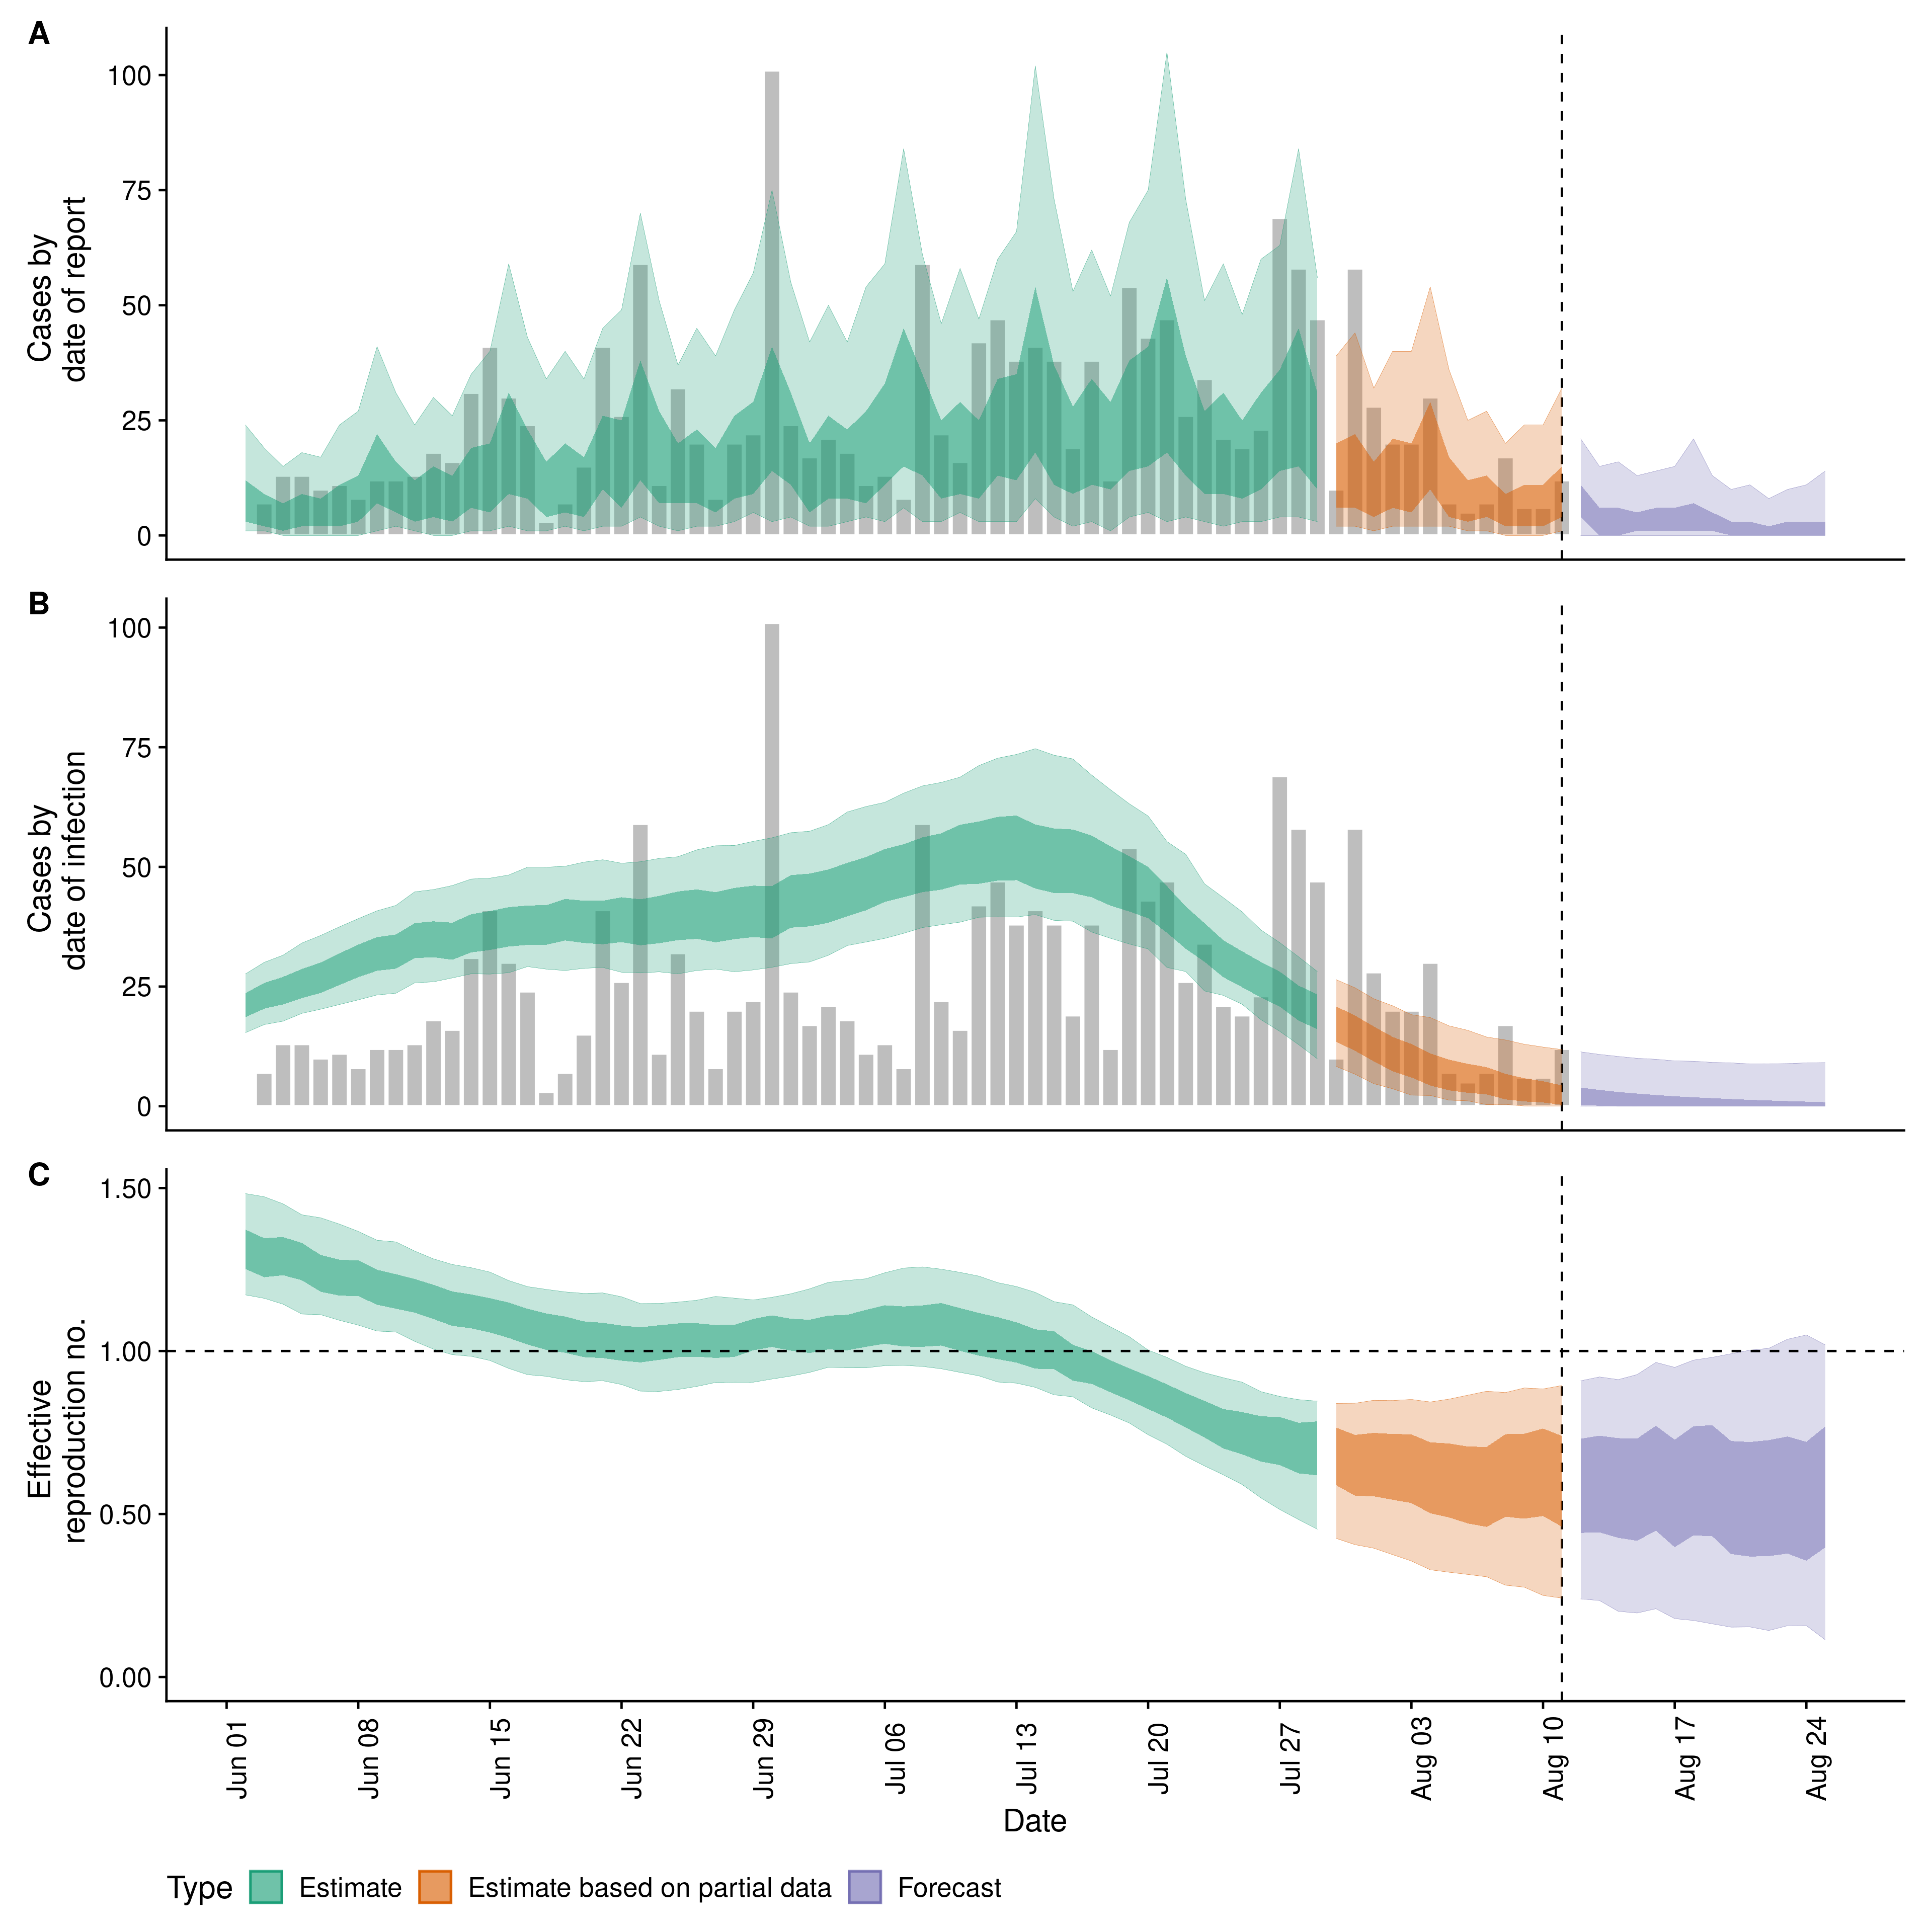 A
Cases by
date of report
100
75
50
25
0
B
Cases by
date of infection
100
75
50
25
0
C
Effective
reproduction no.
1.50
1.00
0.50
0.00
Jun 01
Jun 08
Jun 15
Jun 22
Jun 29
Jul 06
Jul 13
Jul 20
Jul 27
Aug 03
Aug 10
Aug 17
Aug 24
Date
Type Estimate Estimate based on partial data Forecast